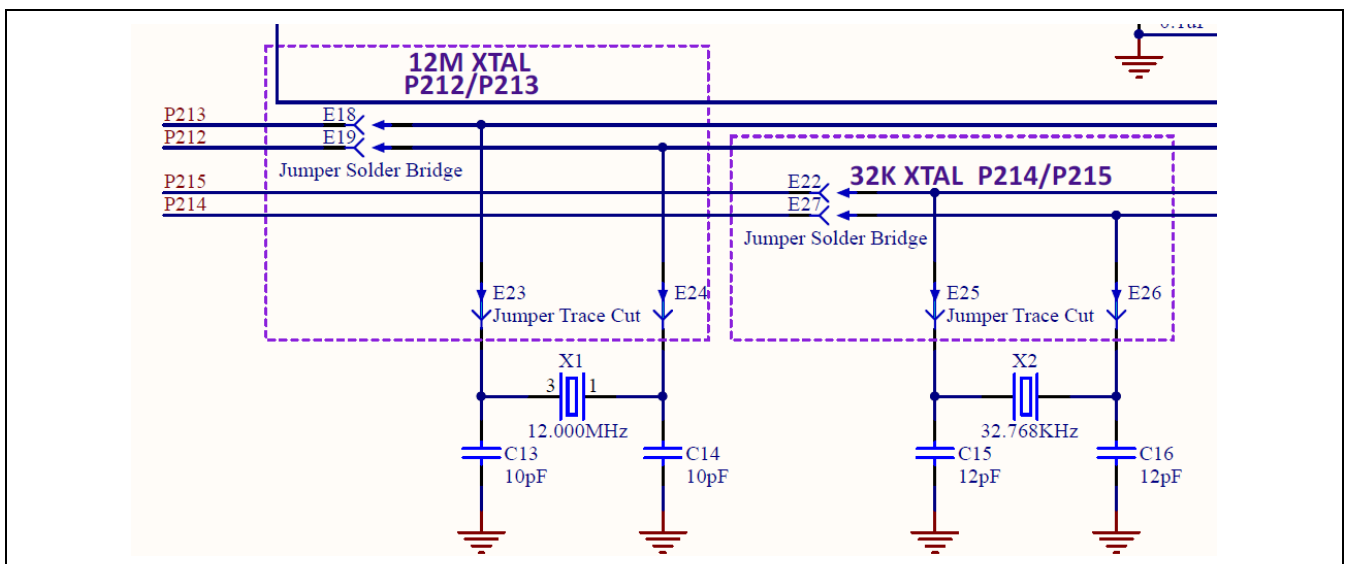 12M XTAL
P212/P213
P213
E18
P212
E19
Jumper Solder Bridge
P215
E22
32K XTAL P214/P215
P214
E27
Jumper Solder Bridge
E23
E24
Jumper Trace Cut
E25
E26
Jumper Trace Cut
X1
3
1
12.000MHz
X2
32.768KHz
C13
10pF
C14
10pF
C15
12pF
C16
12pF